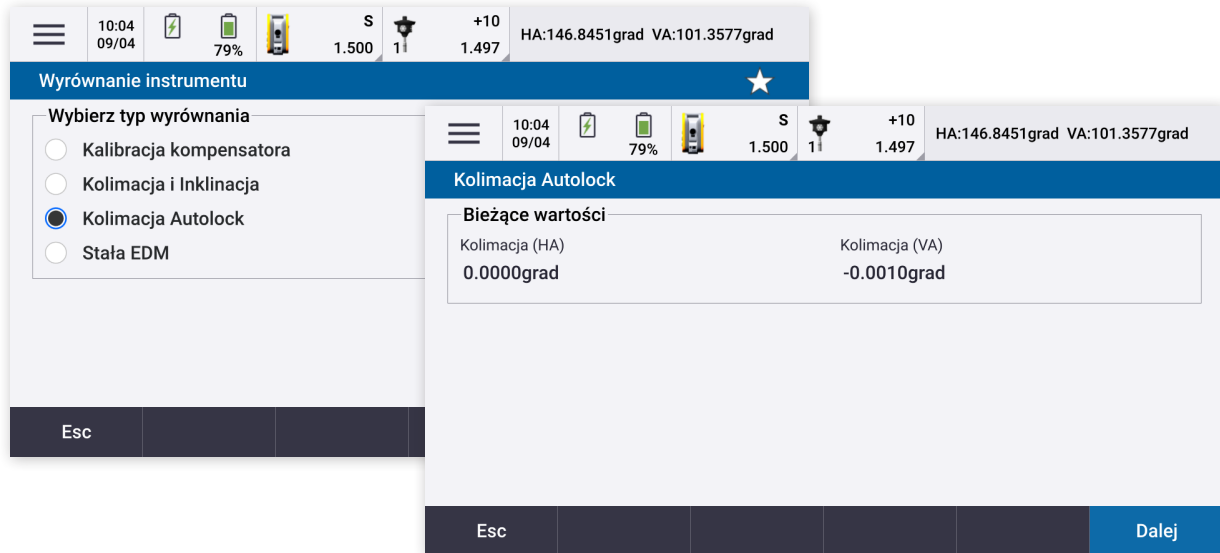 10:04
09/04
79%
S
1.500
1
+10
1.497
HA:146.8451grad VA:101.3577grad
Wyrównanie instrumentu
Wybierz typ wyrównania
Kalibracja kompensatora
Kolimacja i Inklinacja
Kolimacja Autolock
Stała EDM
Esc
10:04
09/04
79%
S
1.500
1
+10
1.497
HA:146.8451grad VA:101.3577grad
Kolimacja Autolock
Bieżące wartości
Kolimacja (HA)
Kolimacja (VA)
0.0000grad
-0.0010grad
Esc
Dalej